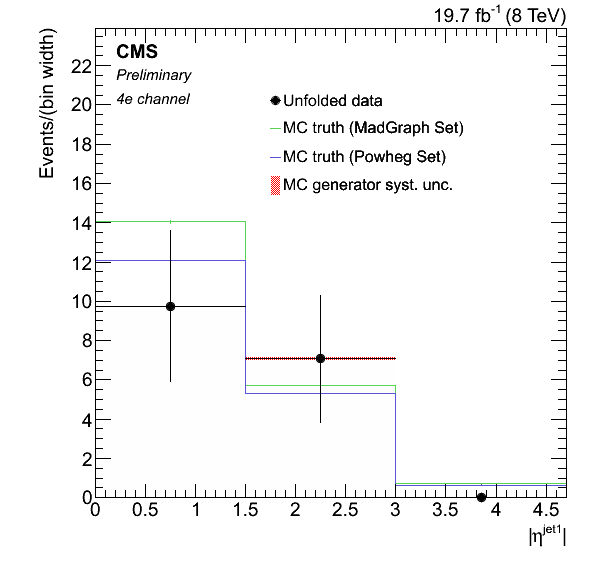 19.7 fb⁻¹ (8 TeV)
Events/(bin width)
CMS
Preliminary
4e channel
Unfolded data
MC truth (MadGraph Set)
MC truth (Powheg Set)
MC generator syst. unc.
22
20
18
16
14
12
10
8
6
4
2
0
0 0.5 1 1.5 2 2.5 3 3.5 4 4.5
|η^jet1|